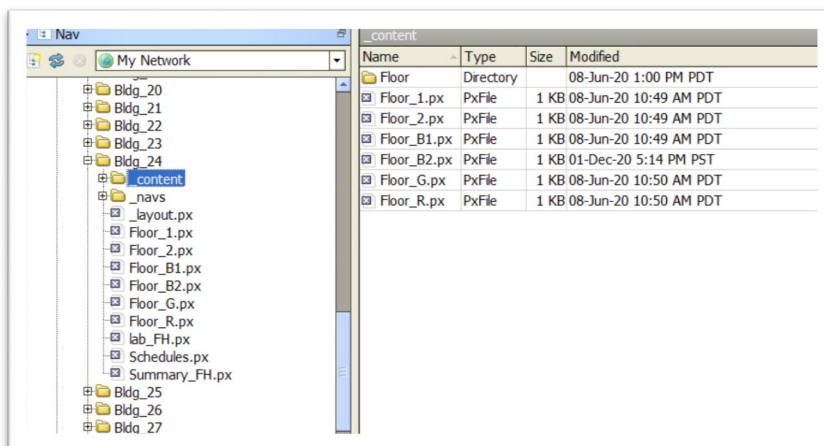 Nav
My Network
Bldg_20
Bldg_21
Bldg_22
Bldg_23
Bldg_24
_content
_navs
_layout.px
Floor_1.px
Floor_2.px
Floor_B1.px
Floor_B2.px
Floor_G.px
Floor_R.px
lab_FH.px
Schedules.px
Summary_FH.px
Bldg_25
Bldg_26
Bldg_27
_content
Name Type Size Modified
Floor Directory 08-Jun-20 1:00 PM PDT
Floor_1.px PxFile 1 KB 08-Jun-20 10:49 AM PDT
Floor_2.px PxFile 1 KB 08-Jun-20 10:49 AM PDT
Floor_B1.px PxFile 1 KB 08-Jun-20 10:49 AM PDT
Floor_B2.px PxFile 1 KB 01-Dec-20 5:14 PM PST
Floor_G.px PxFile 1 KB 08-Jun-20 10:50 AM PDT
Floor_R.px PxFile 1 KB 08-Jun-20 10:50 AM PDT